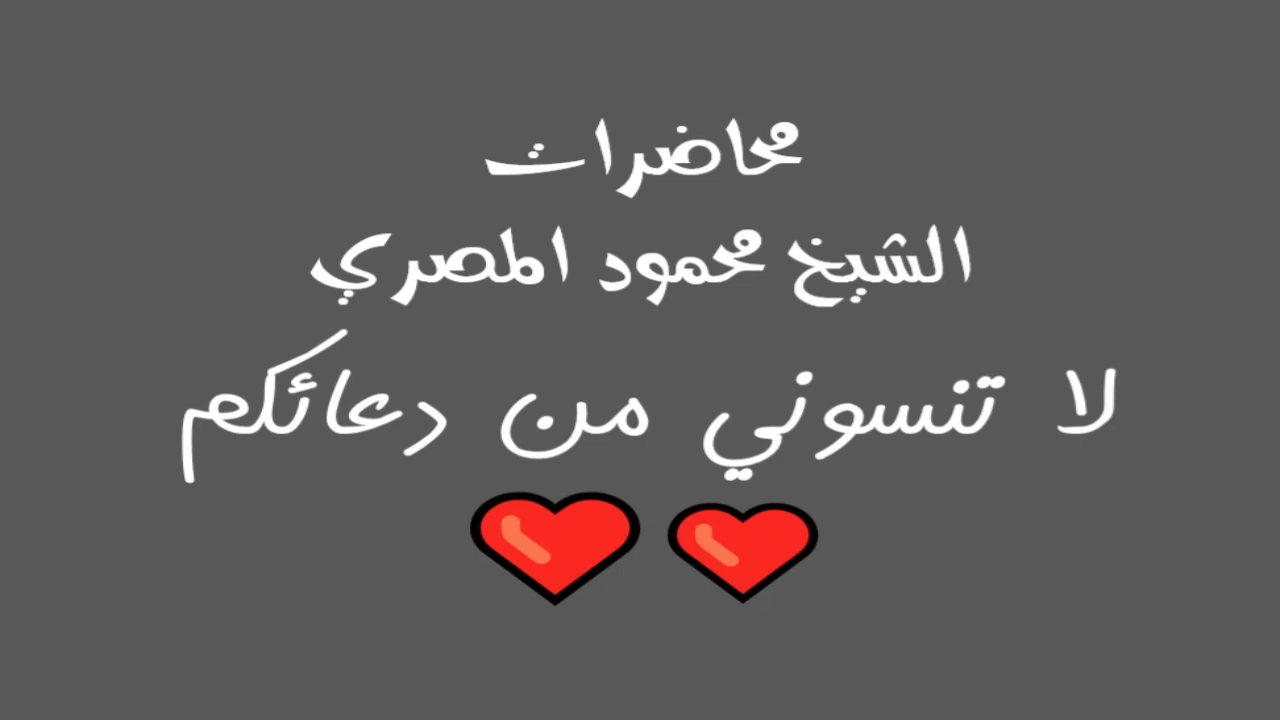 محاضرات
الشيخ محمود المصري
لا تنسوني من دعائكم